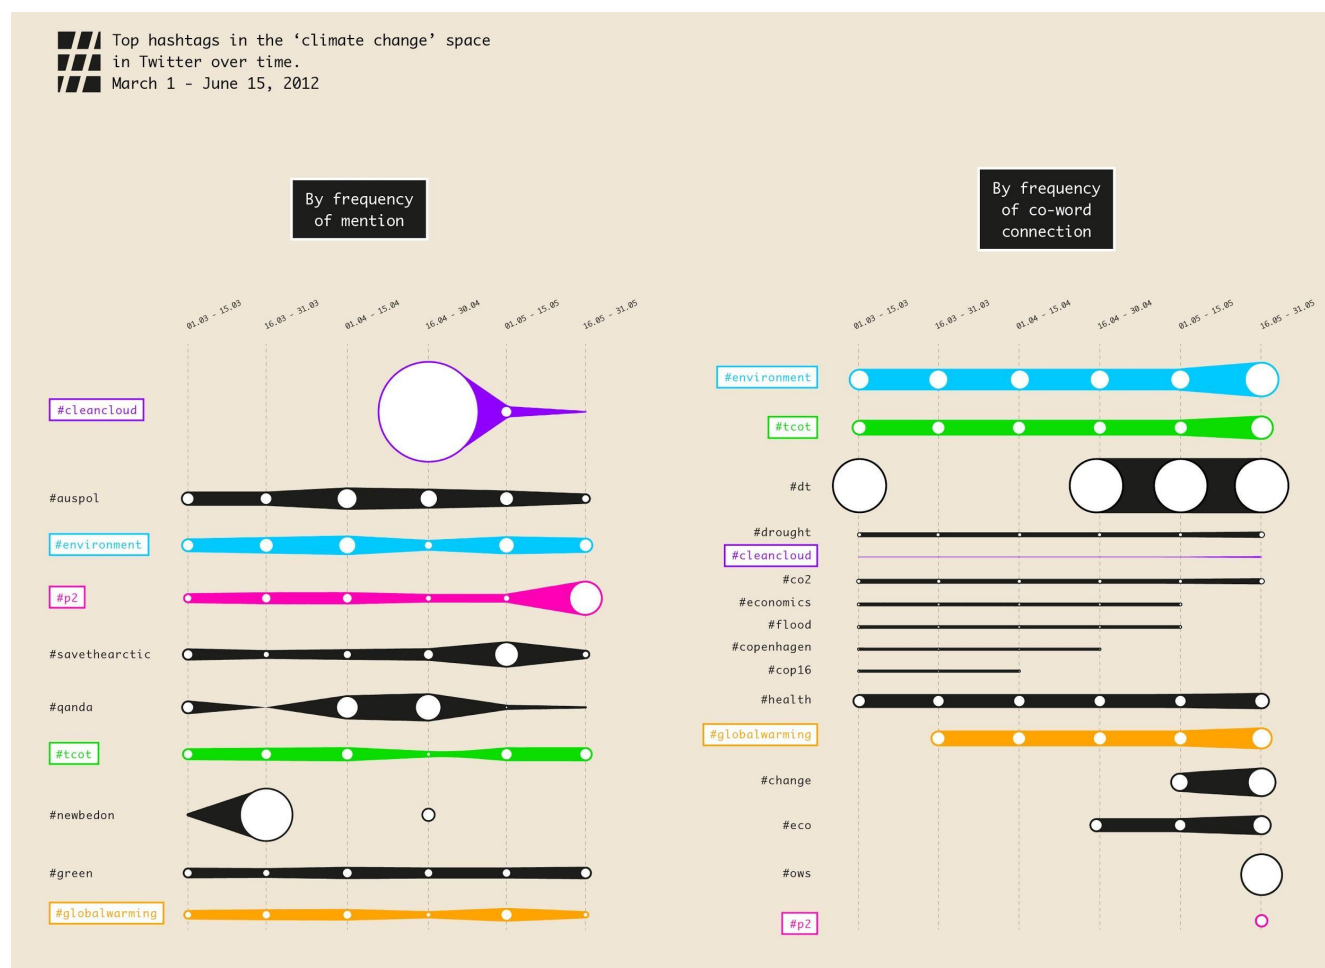 Top hashtags in the ‘climate change’ space
in Twitter over time.
March 1 - June 15, 2012
By frequency
of mention
01.03 - 15.03
16.03 - 31.03
01.04 - 15.04
16.04 - 30.04
01.05 - 15.05
16.05 - 31.05
#cleancloud
#auspol
#environment
#p2
#savethearctic
#qanda
#tcot
#newbedon
#green
#globalwarming
By frequency
of co-word
connection
01.03 - 15.03
16.03 - 31.03
01.04 - 15.04
16.04 - 30.04
01.05 - 15.05
16.05 - 31.05
#environment
#tcot
#dt
#drought
#cleancloud
#co2
#economics
#flood
#copenhagen
#cop16
#health
#globalwarming
#change
#eco
#ows
#p2